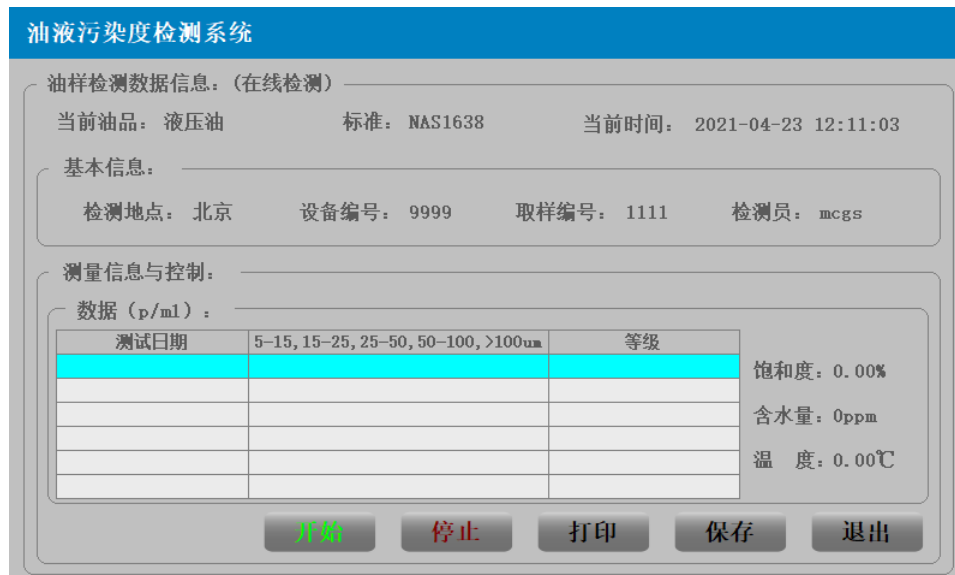 油液污染度检测系统
油样检测数据信息：（在线检测）
当前油品： 液压油 标准： NAS1638 当前时间： 2021-04-23 12:11:03
基本信息：
检测地点： 北京 设备编号： 9999 取样编号： 1111 检测员： mcgs
测量信息与控制：
数据（p/ml）：
测试日期 5-15,15-25,25-50,50-100,>100um 等级
饱和度：0.00%
含水量：0ppm
温 度：0.00℃
开始 停止 打印 保存 退出